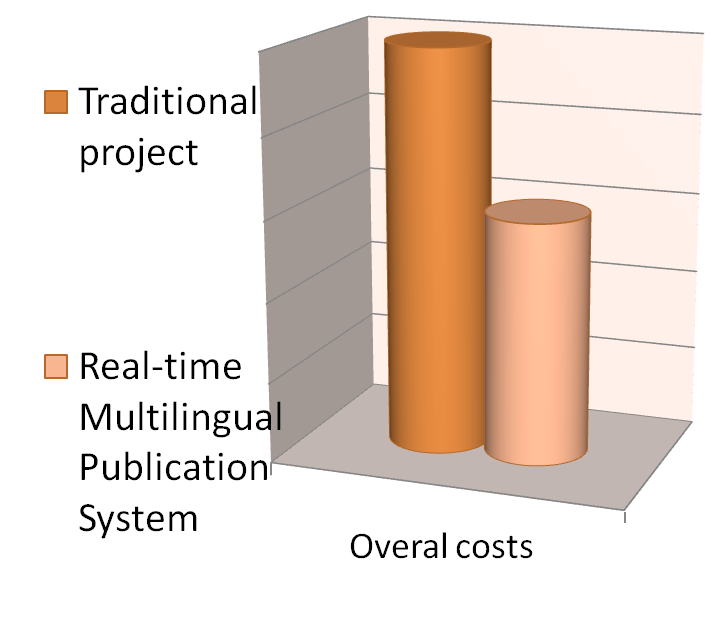 Traditional
project
Real-time
Multilingual
Publication
System
Overal costs